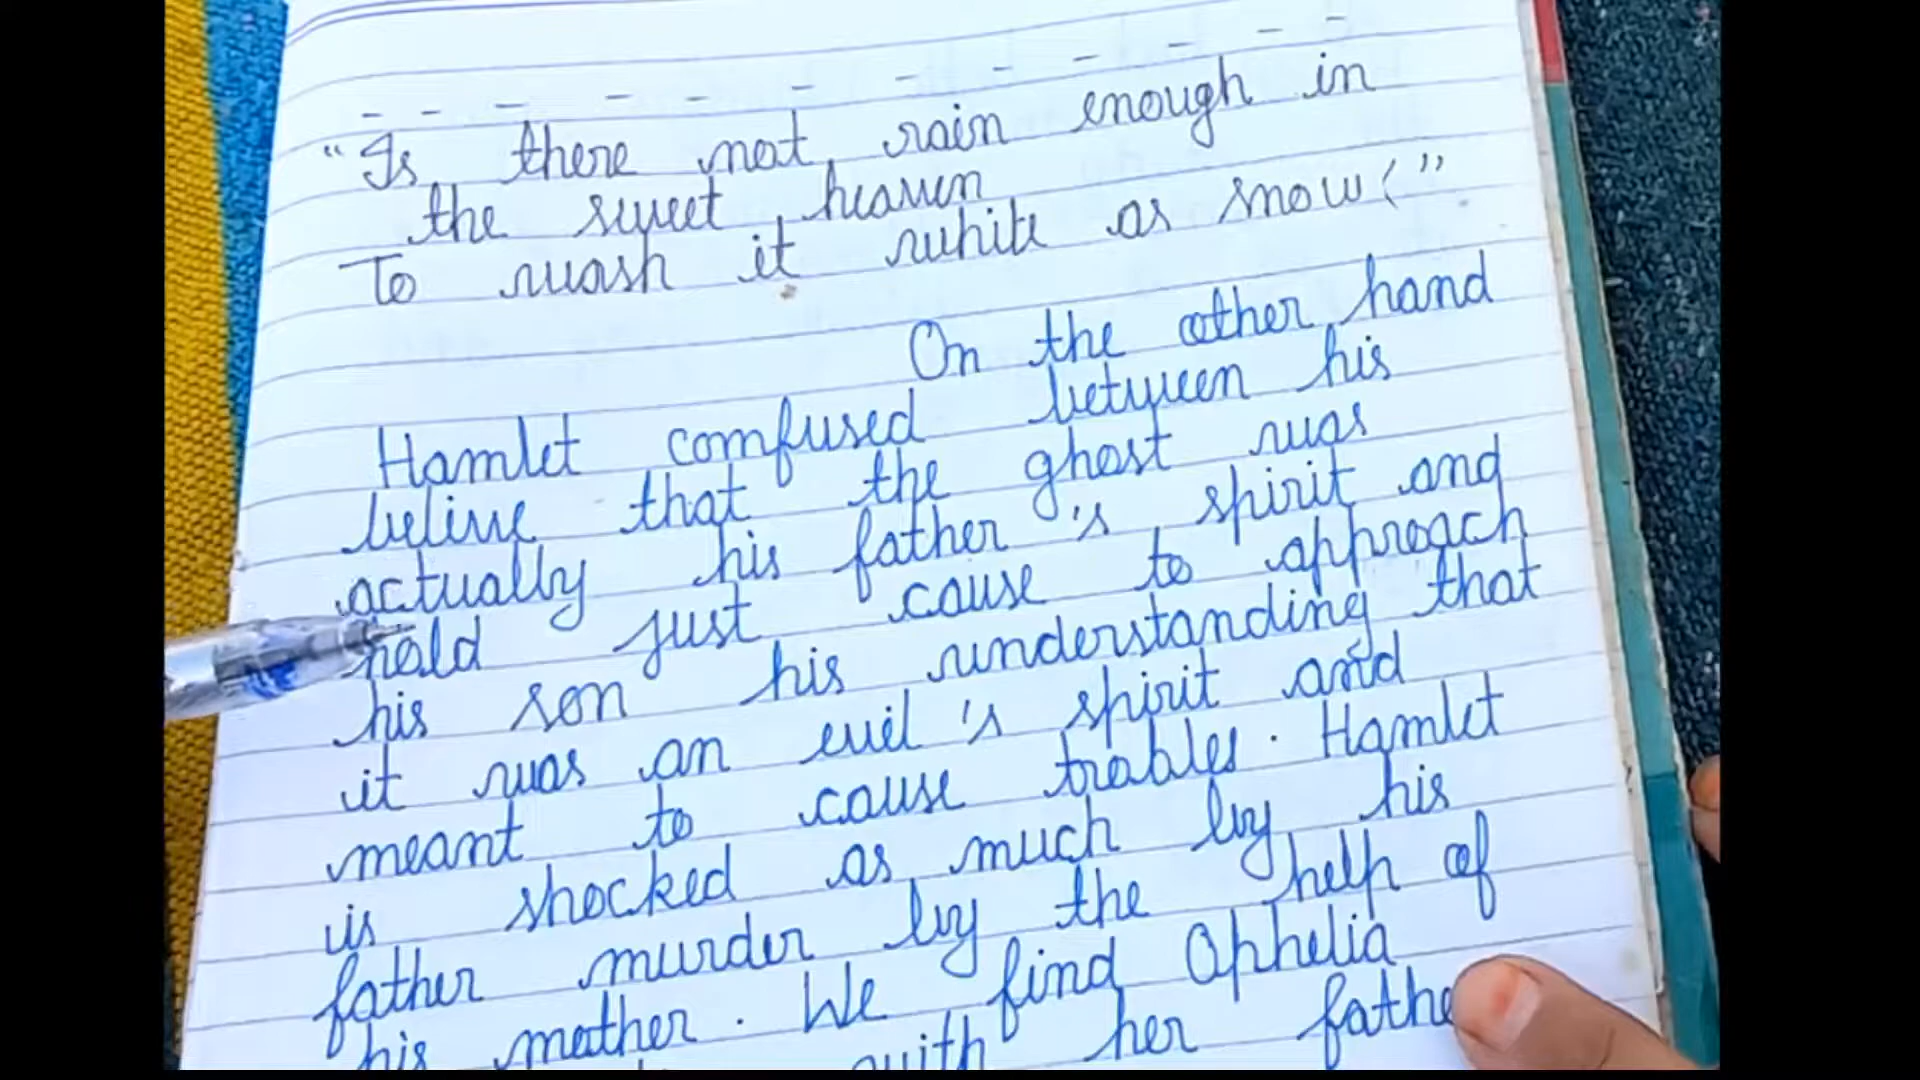 "Is there not rain enough in
the sweet heaven
To wash it white as snow?"
On the other hand
Hamlet comfused between his
belive that the ghost was
actually his father's spirit and
hold just cause to approach
his son his understanding that
it was an evil's spirit and
meant to cause trobles. Hamlet
is shocked as much by his
father murder by the help of
his mother. We find Ophelia
with her fathe